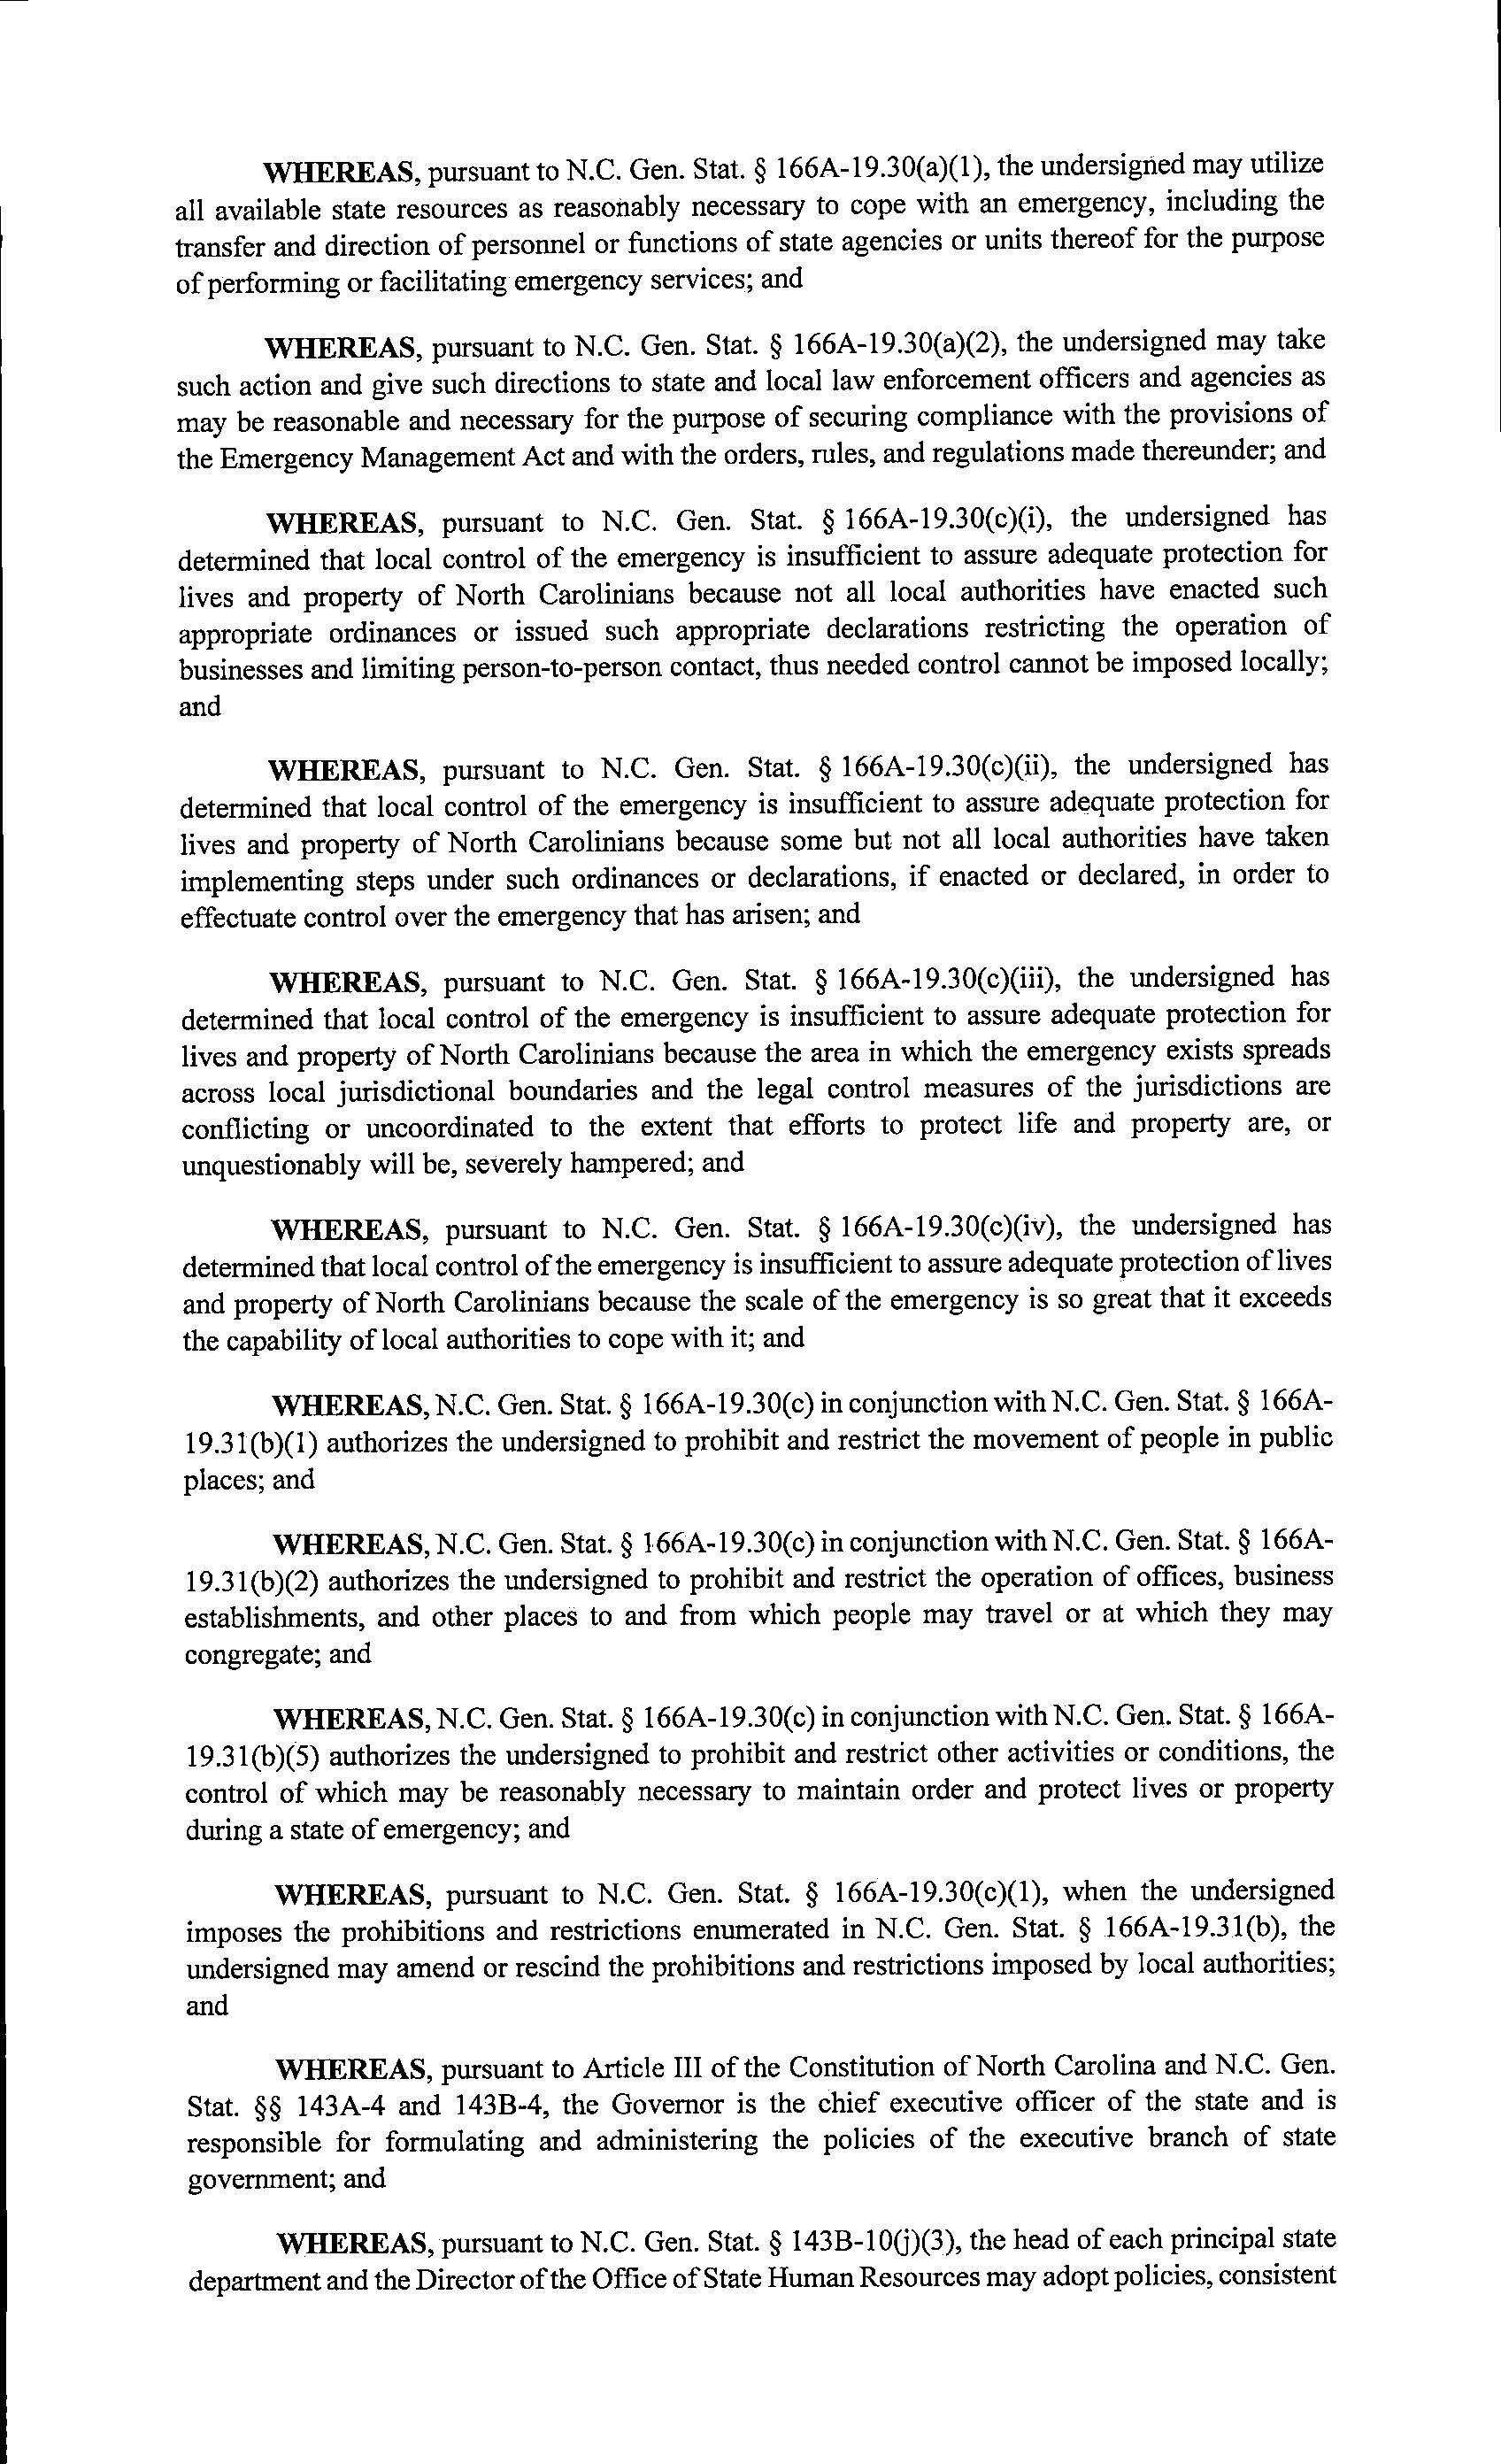 WHEREAS, pursuant to N.C. Gen. Stat. § 166A-19.30(a)(1), the undersigned may utilize
all available state resources as reasonably necessary to cope with an emergency, including the
transfer and direction of personnel or functions of state agencies or units thereof for the purpose
of performing or facilitating emergency services; and
WHEREAS, pursuant to N.C. Gen. Stat. § 166A-19.30(a)(2), the undersigned may take
such action and give such directions to state and local law enforcement officers and agencies as
may be reasonable and necessary for the purpose of securing compliance with the provisions of
the Emergency Management Act and with the orders, rules, and regulations made thereunder; and
WHEREAS, pursuant to N.C. Gen. Stat. § 166A-19.30(c)(i), the undersigned has
determined that local control of the emergency is insufficient to assure adequate protection for
lives and property of North Carolinians because not all local authorities have enacted such
appropriate ordinances or issued such appropriate declarations restricting the operation of
businesses and limiting person-to-person contact, thus needed control cannot be imposed locally;
and
WHEREAS, pursuant to N.C. Gen. Stat. § 166A-19.30(c)(ii), the undersigned has
determined that local control of the emergency is insufficient to assure adequate protection for
lives and property of North Carolinians because some but not all local authorities have taken
implementing steps under such ordinances or declarations, if enacted or declared, in order to
effectuate control over the emergency that has arisen; and
WHEREAS, pursuant to N.C. Gen. Stat. § 166A-19.30(c)(iii), the undersigned has
determined that local control of the emergency is insufficient to assure adequate protection for
lives and property of North Carolinians because the area in which the emergency exists spreads
across local jurisdictional boundaries and the legal control measures of the jurisdictions are
conflicting or uncoordinated to the extent that efforts to protect life and property are, or
unquestionably will be, severely hampered; and
WHEREAS, pursuant to N.C. Gen. Stat. § 166A-19.30(c)(iv), the undersigned has
determined that local control of the emergency is insufficient to assure adequate protection of lives
and property of North Carolinians because the scale of the emergency is so great that it exceeds
the capability of local authorities to cope with it; and
WHEREAS, N.C. Gen. Stat. § 166A-19.30(c) in conjunction with N.C. Gen. Stat. § 166A-
19.31(b)(1) authorizes the undersigned to prohibit and restrict the movement of people in public
places; and
WHEREAS, N.C. Gen. Stat. § 166A-19.30(c) in conjunction with N.C. Gen. Stat. § 166A-
19.31(b)(2) authorizes the undersigned to prohibit and restrict the operation of offices, business
establishments, and other places to and from which people may travel or at which they may
congregate; and
WHEREAS, N.C. Gen. Stat. § 166A-19.30(c) in conjunction with N.C. Gen. Stat. § 166A-
19.31(b)(5) authorizes the undersigned to prohibit and restrict other activities or conditions, the
control of which may be reasonably necessary to maintain order and protect lives or property
during a state of emergency; and
WHEREAS, pursuant to N.C. Gen. Stat. § 166A-19.30(c)(1), when the undersigned
imposes the prohibitions and restrictions enumerated in N.C. Gen. Stat. § 166A-19.31(b), the
undersigned may amend or rescind the prohibitions and restrictions imposed by local authorities;
and
WHEREAS, pursuant to Article III of the Constitution of North Carolina and N.C. Gen.
Stat. §§ 143A-4 and 143B-4, the Governor is the chief executive officer of the state and is
responsible for formulating and administering the policies of the executive branch of state
government; and
WHEREAS, pursuant to N.C. Gen. Stat. § 143B-10(j)(3), the head of each principal state
department and the Director of the Office of State Human Resources may adopt policies, consistent